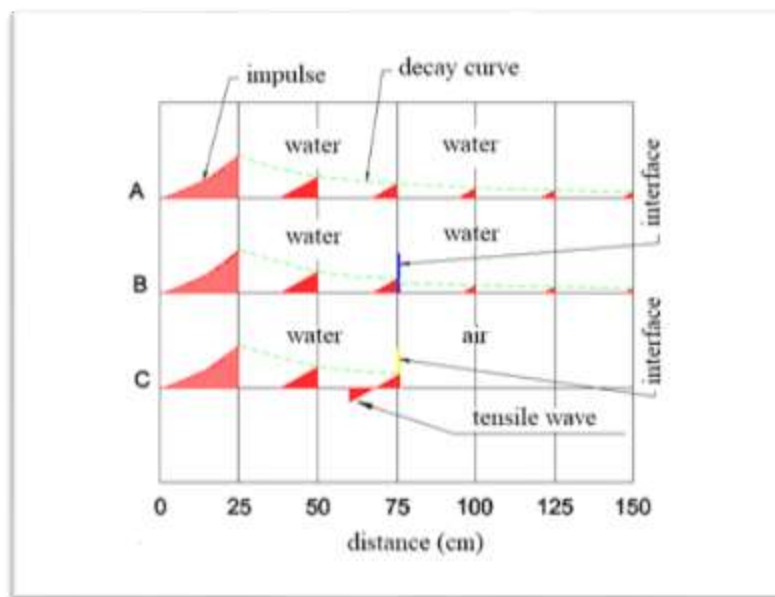 impulse
decay curve
water
water
A
interface
water
water
B
water
air
C
interface
tensile wave
0 25 50 75 100 125 150
distance (cm)